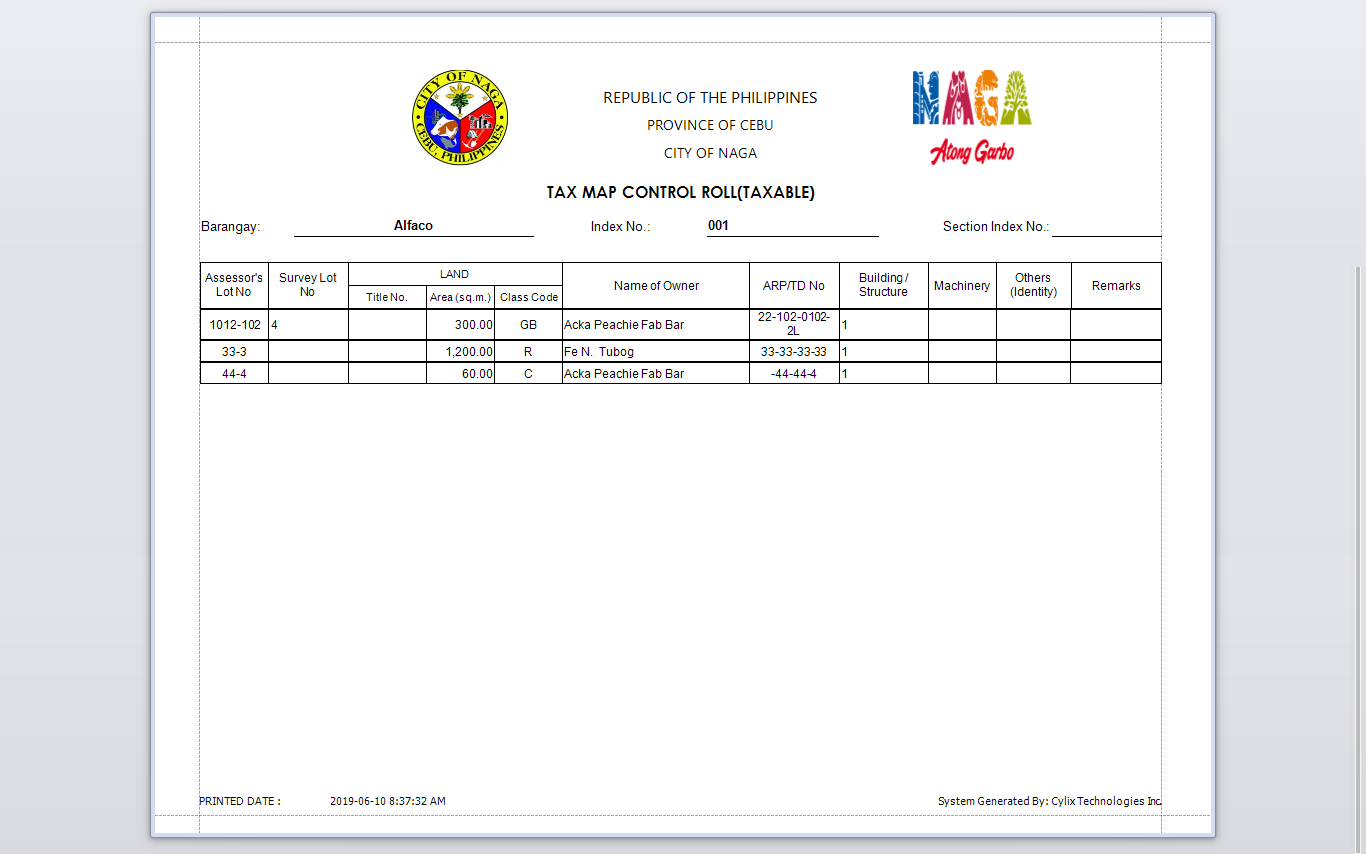 CITY OF NAGA
CEBU, PHILIPPINES
REPUBLIC OF THE PHILIPPINES
PROVINCE OF CEBU
CITY OF NAGA
NAGA
Atong Garbo
TAX MAP CONTROL ROLL(TAXABLE)
Barangay: Alfaco Index No.: 001 Section Index No.:
Assessor's Lot No Survey Lot No LAND Name of Owner ARP/TD No Building / Structure Machinery Others (Identity) Remarks
Title No. Area (sq.m.) Class Code
1012-102 4 300.00 GB Acka Peachie Fab Bar 22-102-0102-2L 1
33-3 1,200.00 R Fe N. Tubog 33-33-33-33 1
44-4 60.00 C Acka Peachie Fab Bar -44-44-4 1
PRINTED DATE : 2019-06-10 8:37:32 AM System Generated By: Cylix Technologies Inc.